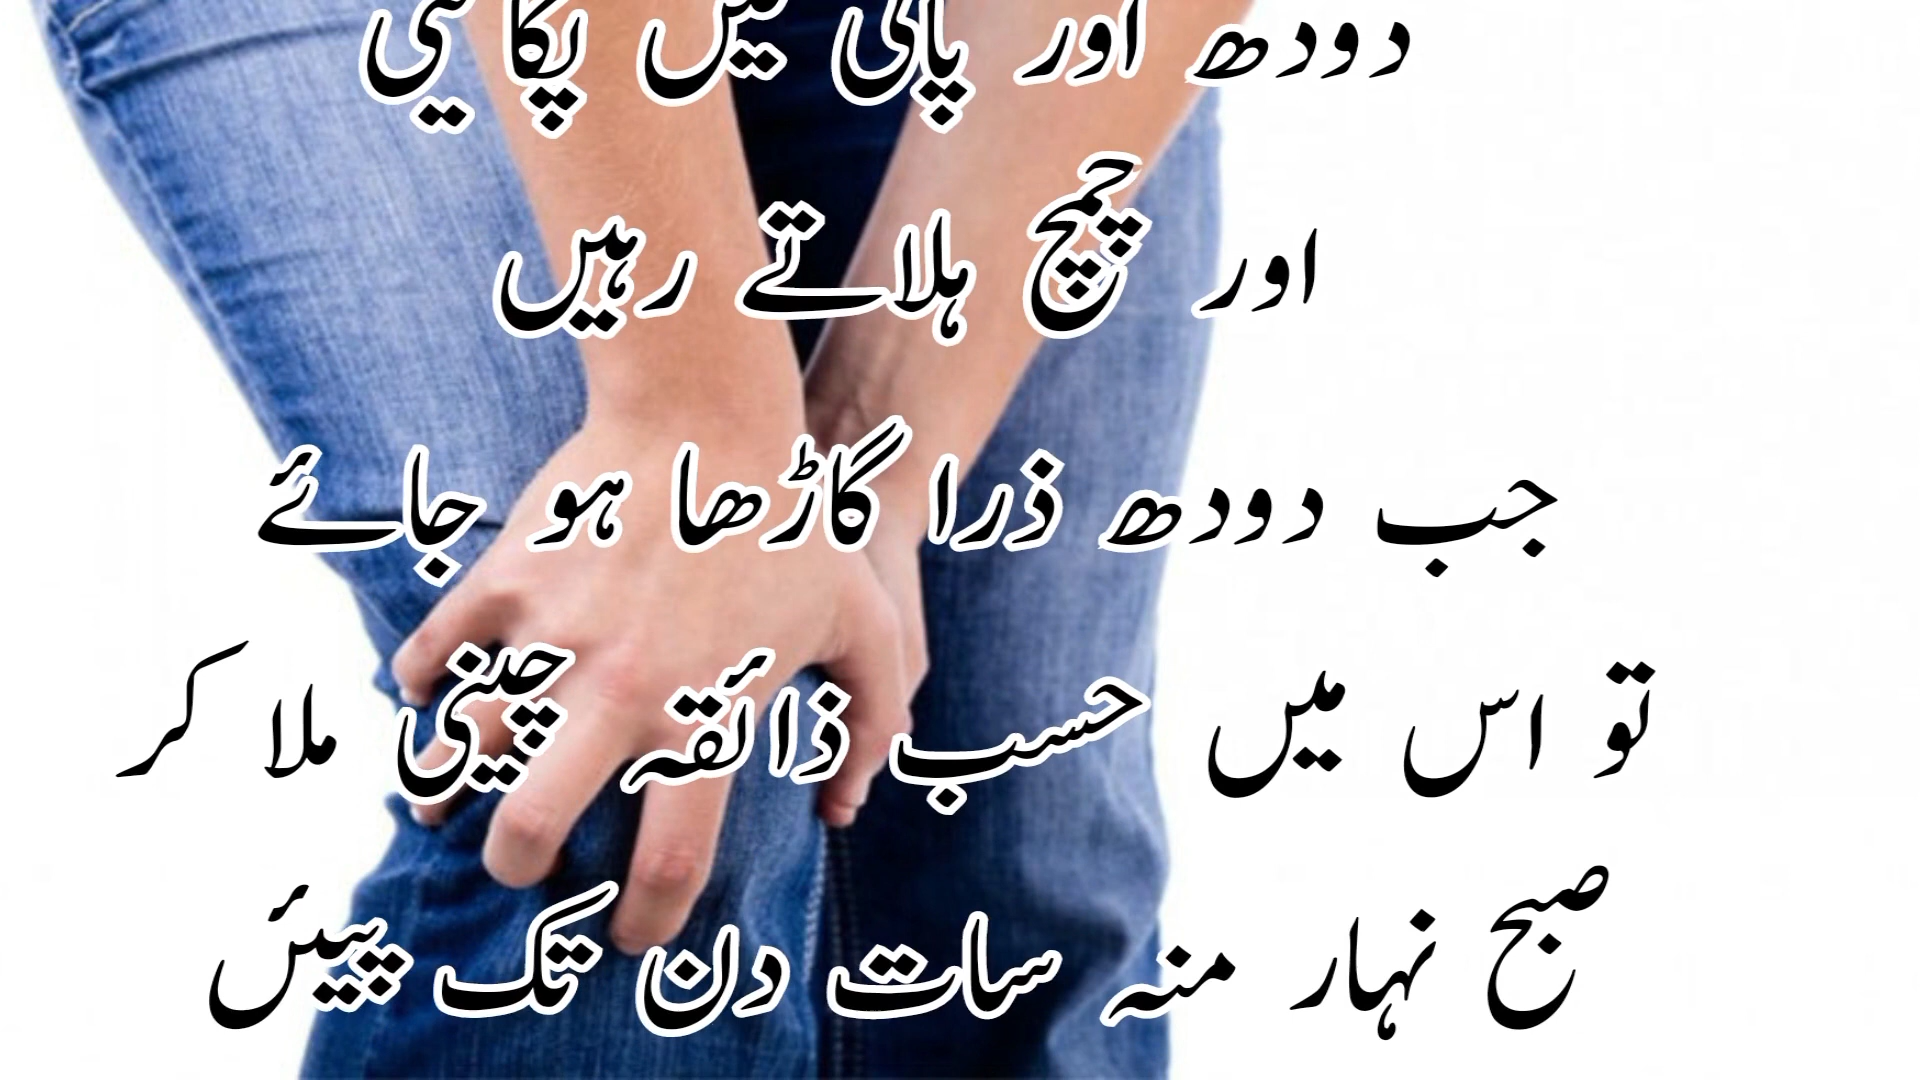 دودھ اور پانی میں پکائیں
اور چمچ ہلاتے رہیں
جب دودھ ذرا گاڑھا ہو جائے
تو اس میں حسب ذائقہ چینی ملا کر
صبح نہار منہ سات دن تک پیئں